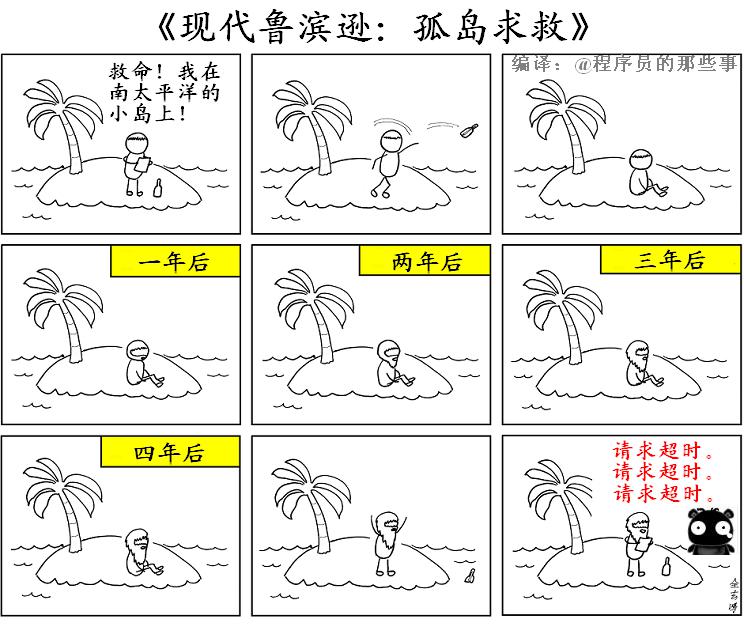 《现代鲁滨逊：孤岛求救》
救命！我在
南太平洋的
小岛上！
编译：@程序员的那些事
一年后
两年后
三年后
四年后
请求超时。
请求超时。
请求超时。